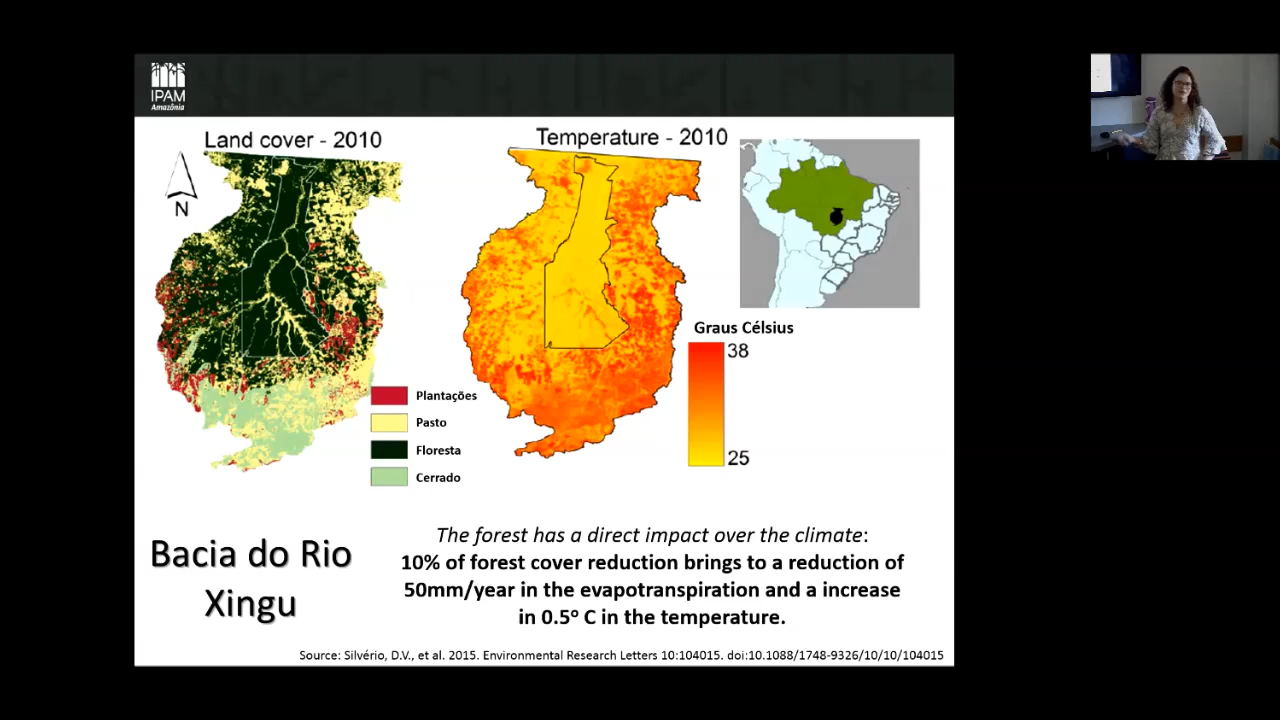 IPAM
Amazônia
Land cover - 2010
Temperature - 2010
N
Graus Célsius
38
25
Plantações
Pasto
Floresta
Cerrado
Bacia do Rio
Xingu
The forest has a direct impact over the climate:
10% of forest cover reduction brings to a reduction of
50mm/year in the evapotranspiration and a increase
in 0.5º C in the temperature.
Source: Silvério, D.V., et al. 2015. Environmental Research Letters 10:104015. doi:10.1088/1748-9326/10/10/104015